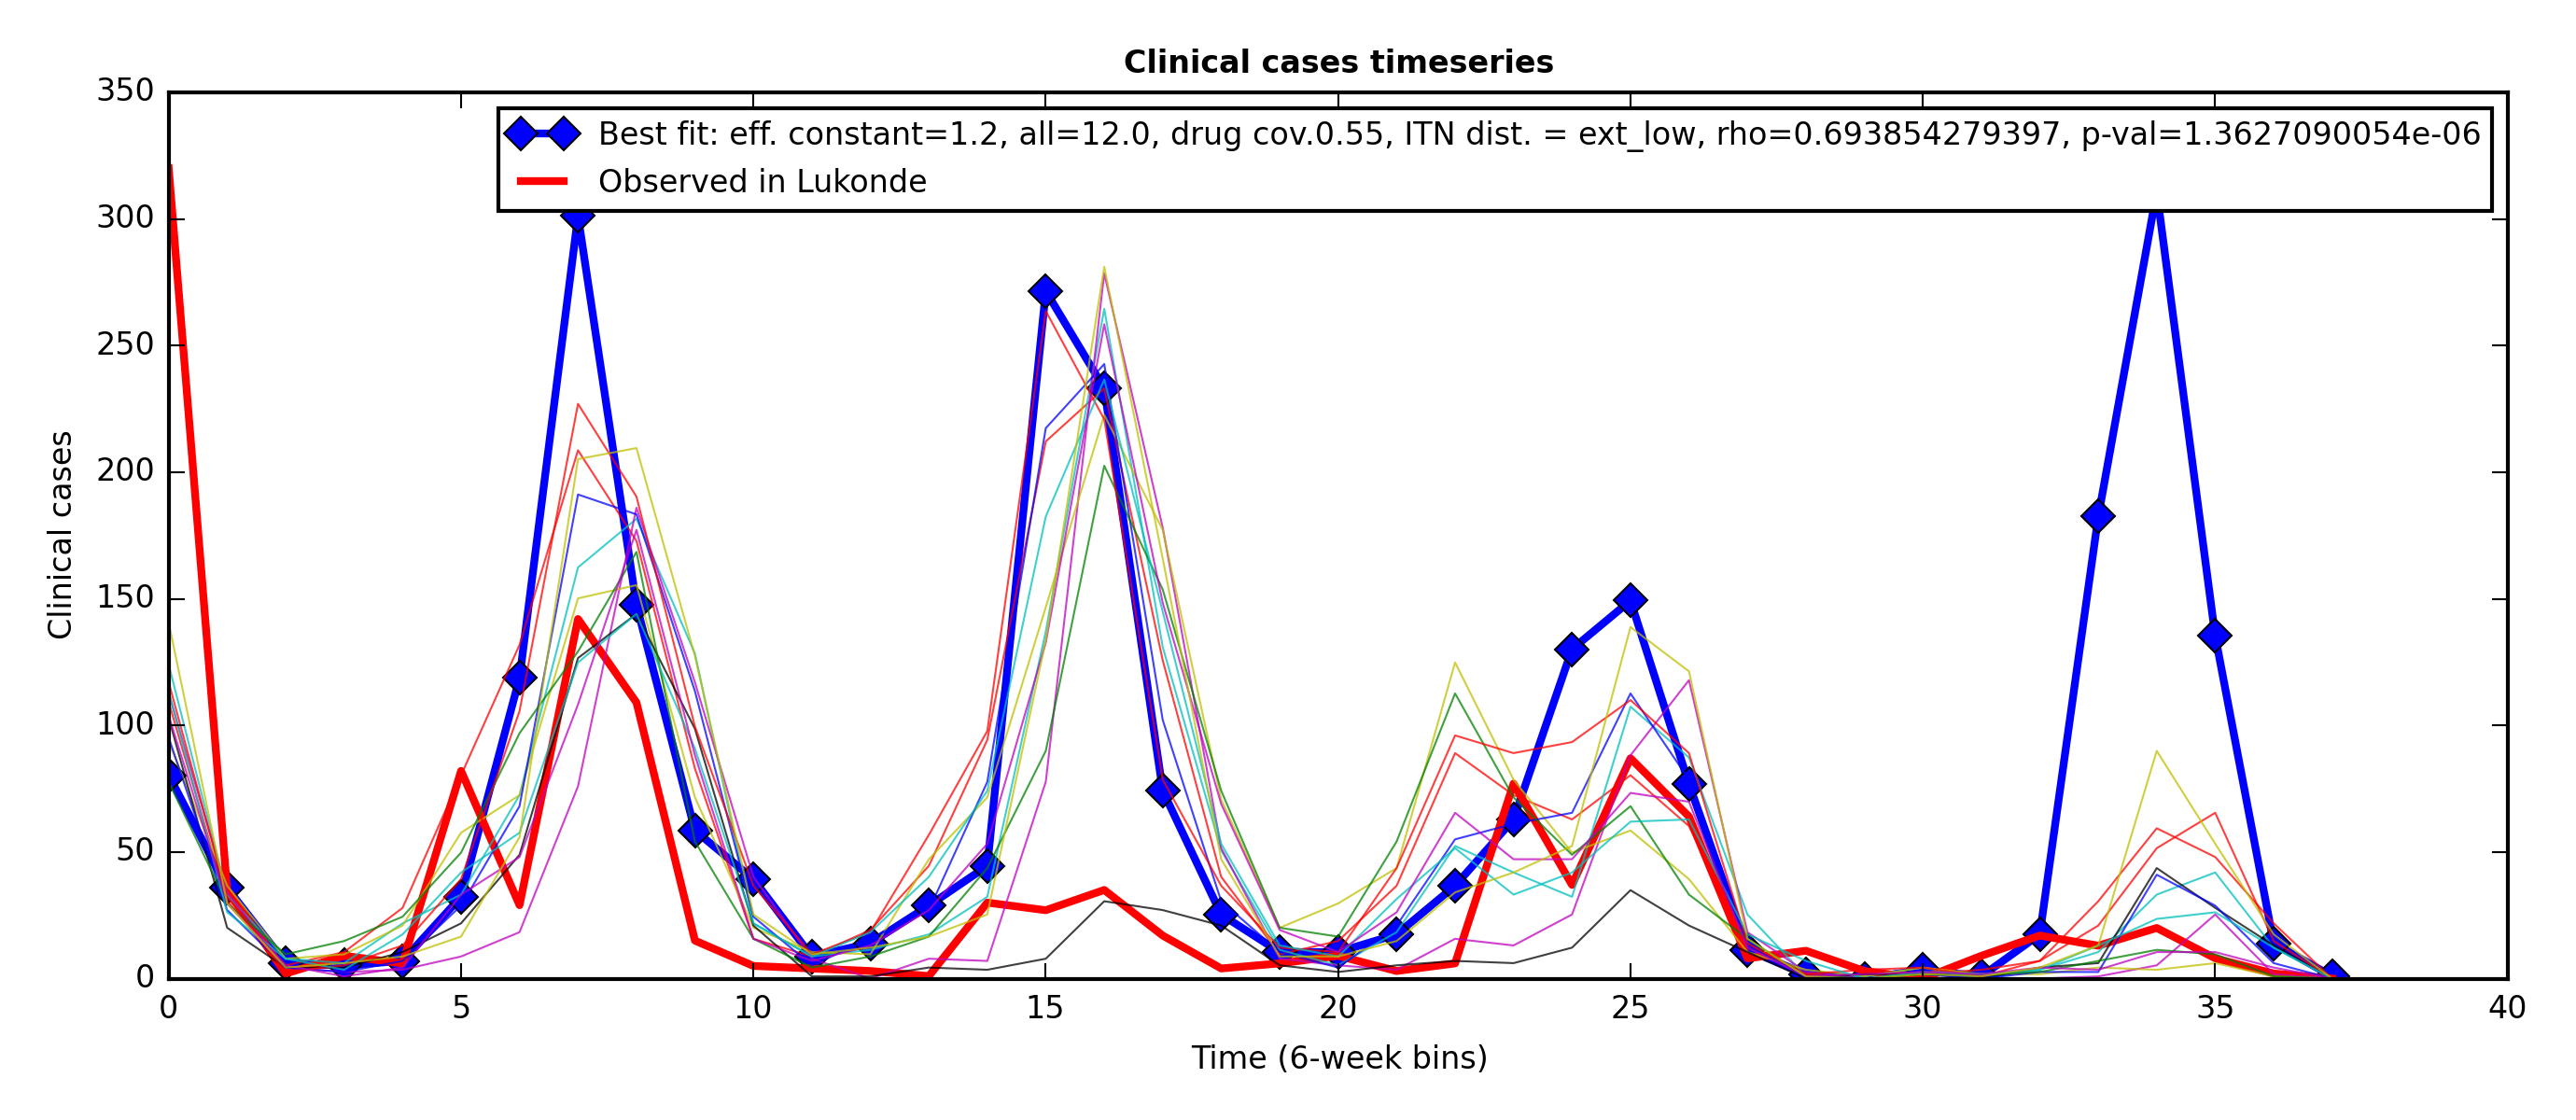 Clinical cases timeseries
Best fit: eff. constant=1.2, all=12.0, drug cov.0.55, ITN dist. = ext_low, rho=0.693854279397, p-val=1.3627090054e-06
Observed in Lukonde
350
300
250
200
150
100
50
0
Clinical cases
0 5 10 15 20 25 30 35 40
Time (6-week bins)